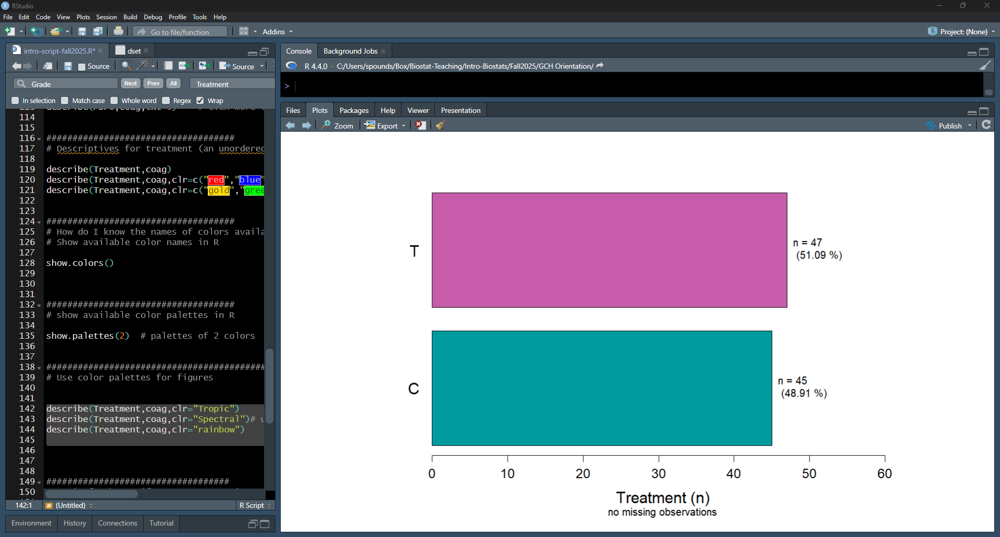 RStudio
File Edit Code View Plots Session Build Debug Profile Tools Help
Go to file/function Addins Project: (None)
intro-script-fall2025.R* dset
Source Source
Grade Next Prev All Treatment
In selection Match case Whole word Regex Wrap
114
115
116 ####################################
117 # Descriptives for treatment (an unordered
118
119 describe(Treatment,coag)
120 describe(Treatment,coag,clr=c("red","blue"
121 describe(Treatment,coag,clr=c("gold","gree
122
123
124 ####################################
125 # How do I know the names of colors availa
126 # Show available color names in R
127
128 show.colors()
129
130
131
132 ####################################
133 # show available color palettes in R
134
135 show.palettes(2) # palettes of 2 colors
136
137
138 ##########################################
139 # Use color palettes for figures
140
141
142 describe(Treatment,coag,clr="Tropic")
143 describe(Treatment,coag,clr="Spectral")# u
144 describe(Treatment,coag,clr="rainbow")
145
146
147
148
149 ###################################
150
142:1 # (Untitled) R Script
Environment History Connections Tutorial
Console Background Jobs
R 4.4.0 · C:/Users/spounds/Box/Biostat-Teaching/Intro-Biostats/Fall2025/GCH Orientation/
>
Files Plots Packages Help Viewer Presentation
Zoom Export Publish
T
n = 47
(51.09 %)
C
n = 45
(48.91 %)
0 10 20 30 40 50 60
Treatment (n)
no missing observations